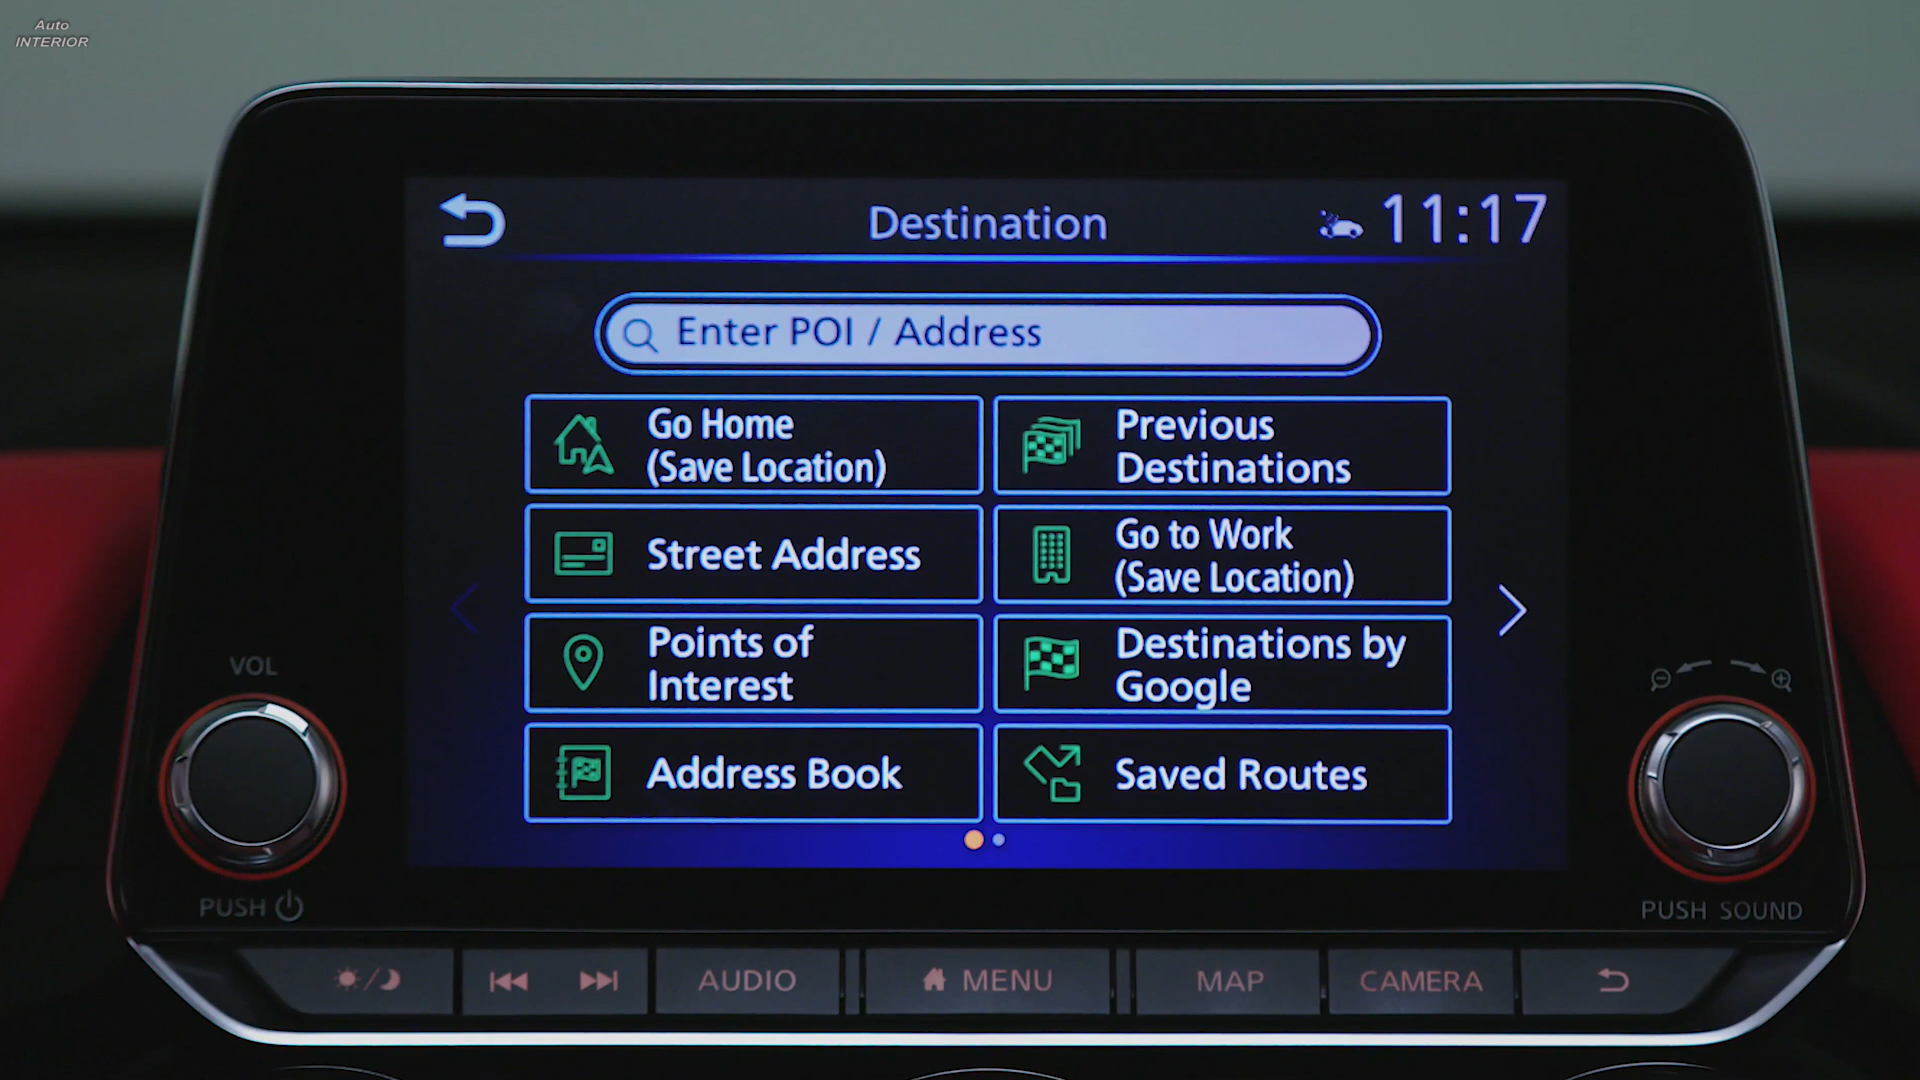 Auto
INTERIOR
Destination
11:17
Enter POI / Address
Go Home
(Save Location)
Previous
Destinations
Street Address
Go to Work
(Save Location)
Points of
Interest
Destinations by
Google
Address Book
Saved Routes
VOL
PUSH
PUSH SOUND
AUDIO
MENU
MAP
CAMERA